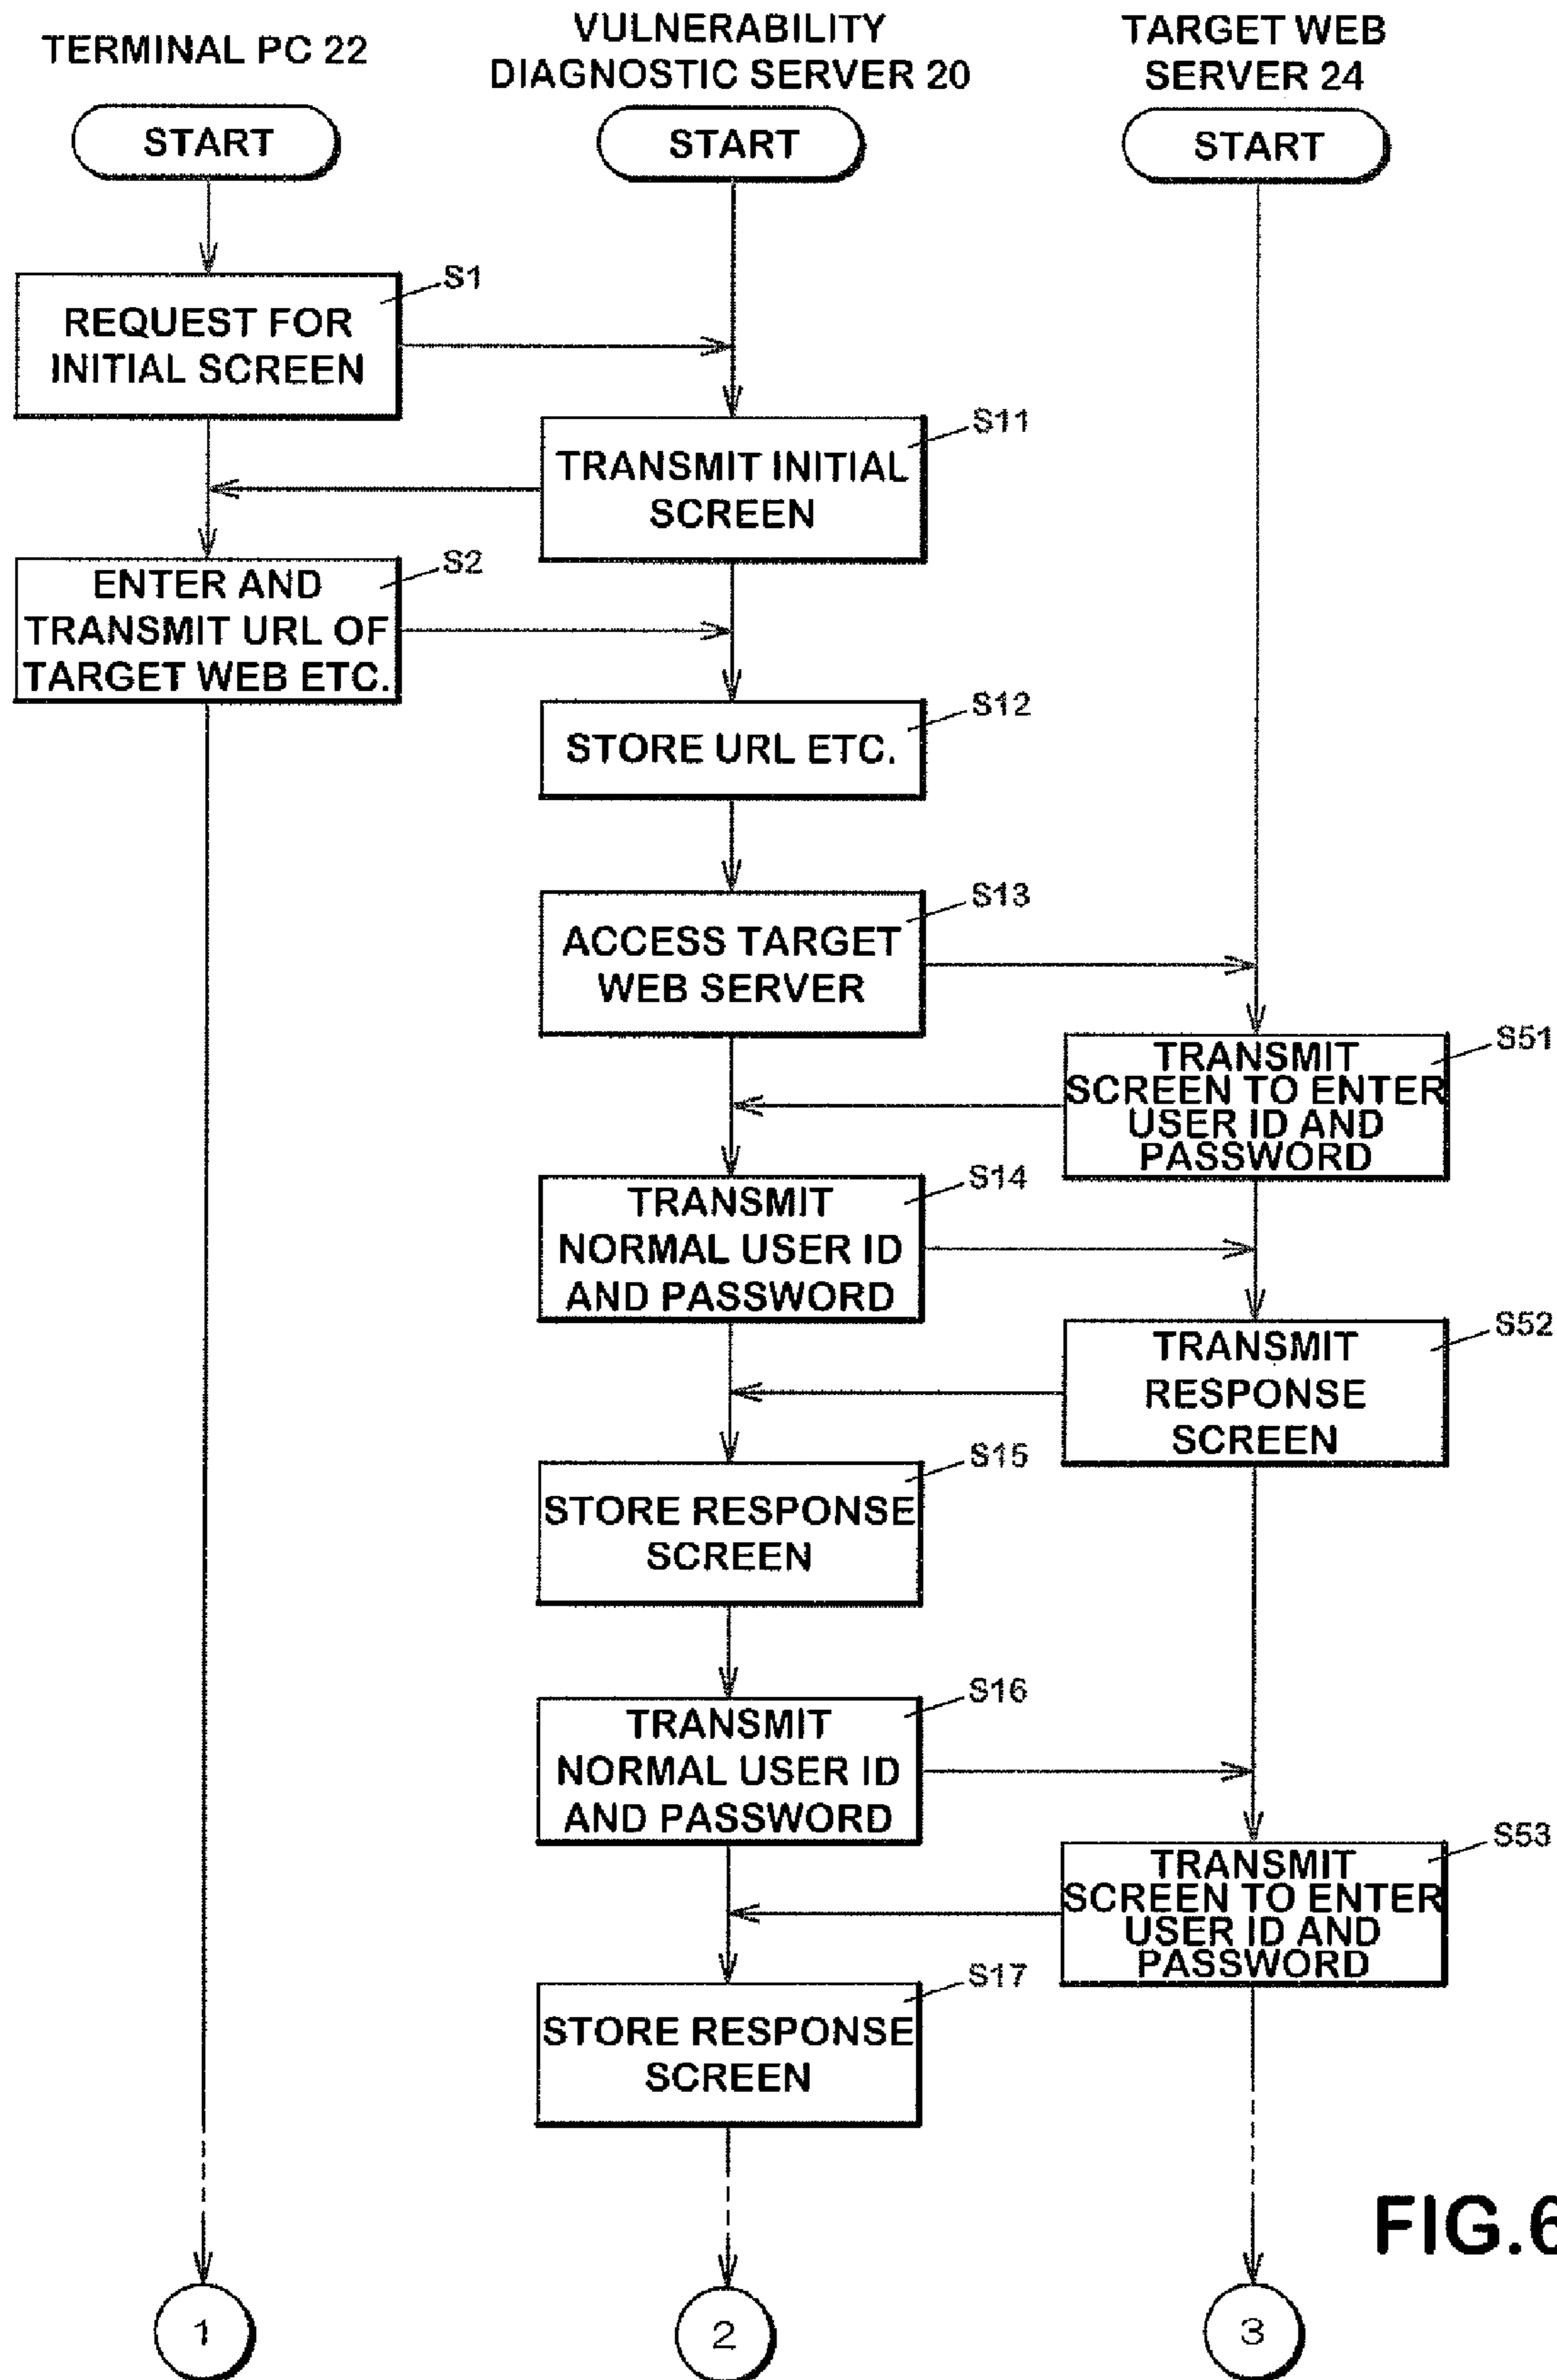 TERMINAL PC 22
VULNERABILITY
DIAGNOSTIC SERVER 20
TARGET WEB
SERVER 24
START
START
START
S1
REQUEST FOR
INITIAL SCREEN
S11
TRANSMIT INITIAL
SCREEN
S2
ENTER AND
TRANSMIT URL OF
TARGET WEB ETC.
S12
STORE URL ETC.
S13
ACCESS TARGET
WEB SERVER
S51
TRANSMIT
SCREEN TO ENTER
USER ID AND
PASSWORD
S14
TRANSMIT
NORMAL USER ID
AND PASSWORD
S52
TRANSMIT
RESPONSE
SCREEN
S15
STORE RESPONSE
SCREEN
S16
TRANSMIT
NORMAL USER ID
AND PASSWORD
S53
TRANSMIT
SCREEN TO ENTER
USER ID AND
PASSWORD
S17
STORE RESPONSE
SCREEN
FIG.6
1
2
3